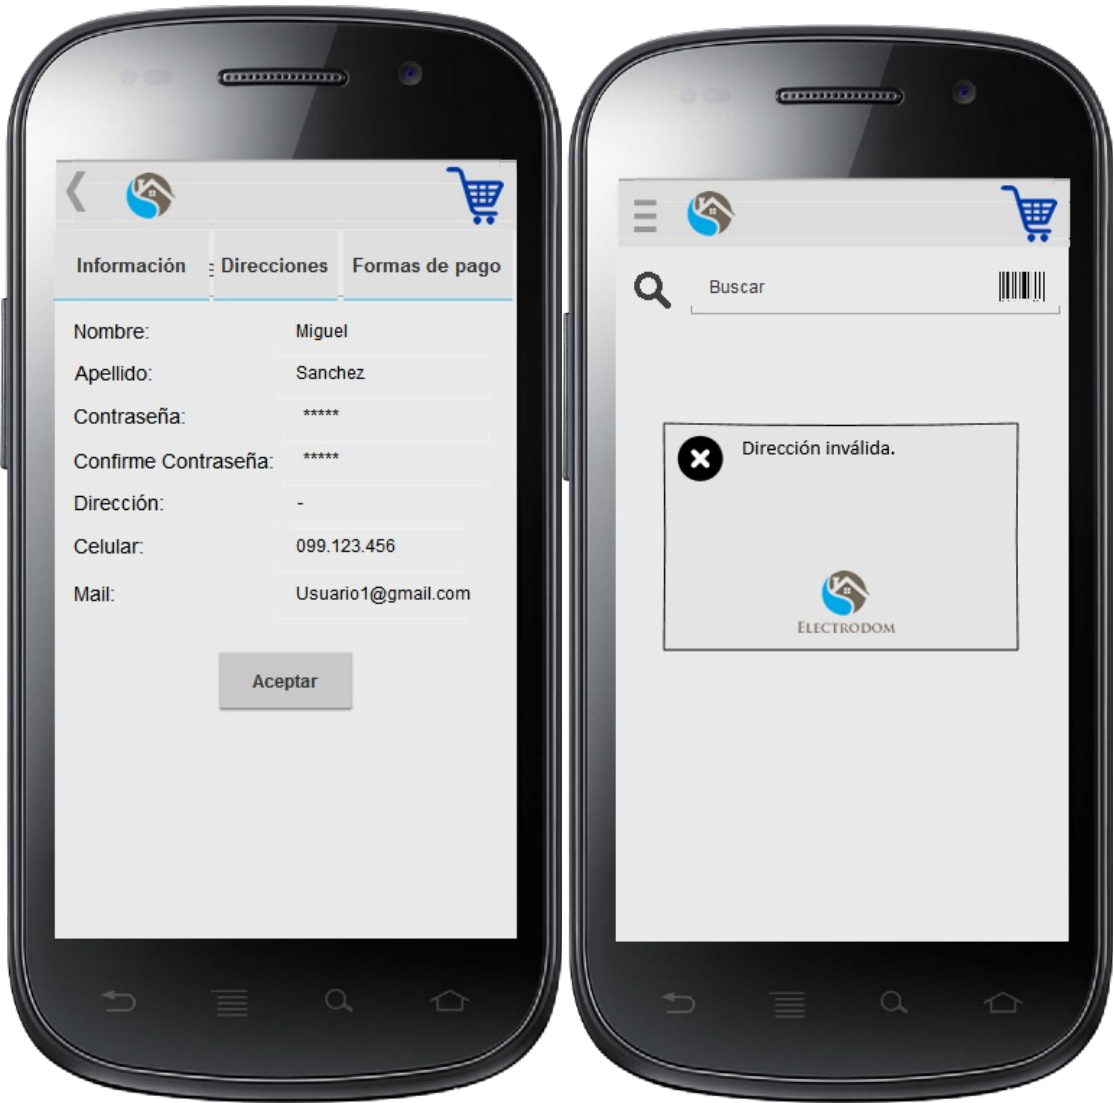 Información
Direcciones
Formas de pago
Nombre: Miguel
Apellido: Sanchez
Contraseña: *****
Confirme Contraseña: *****
Dirección: -
Celular: 099.123.456
Mail: Usuario1@gmail.com
Aceptar
Buscar
Dirección inválida.
ELECTRODOM